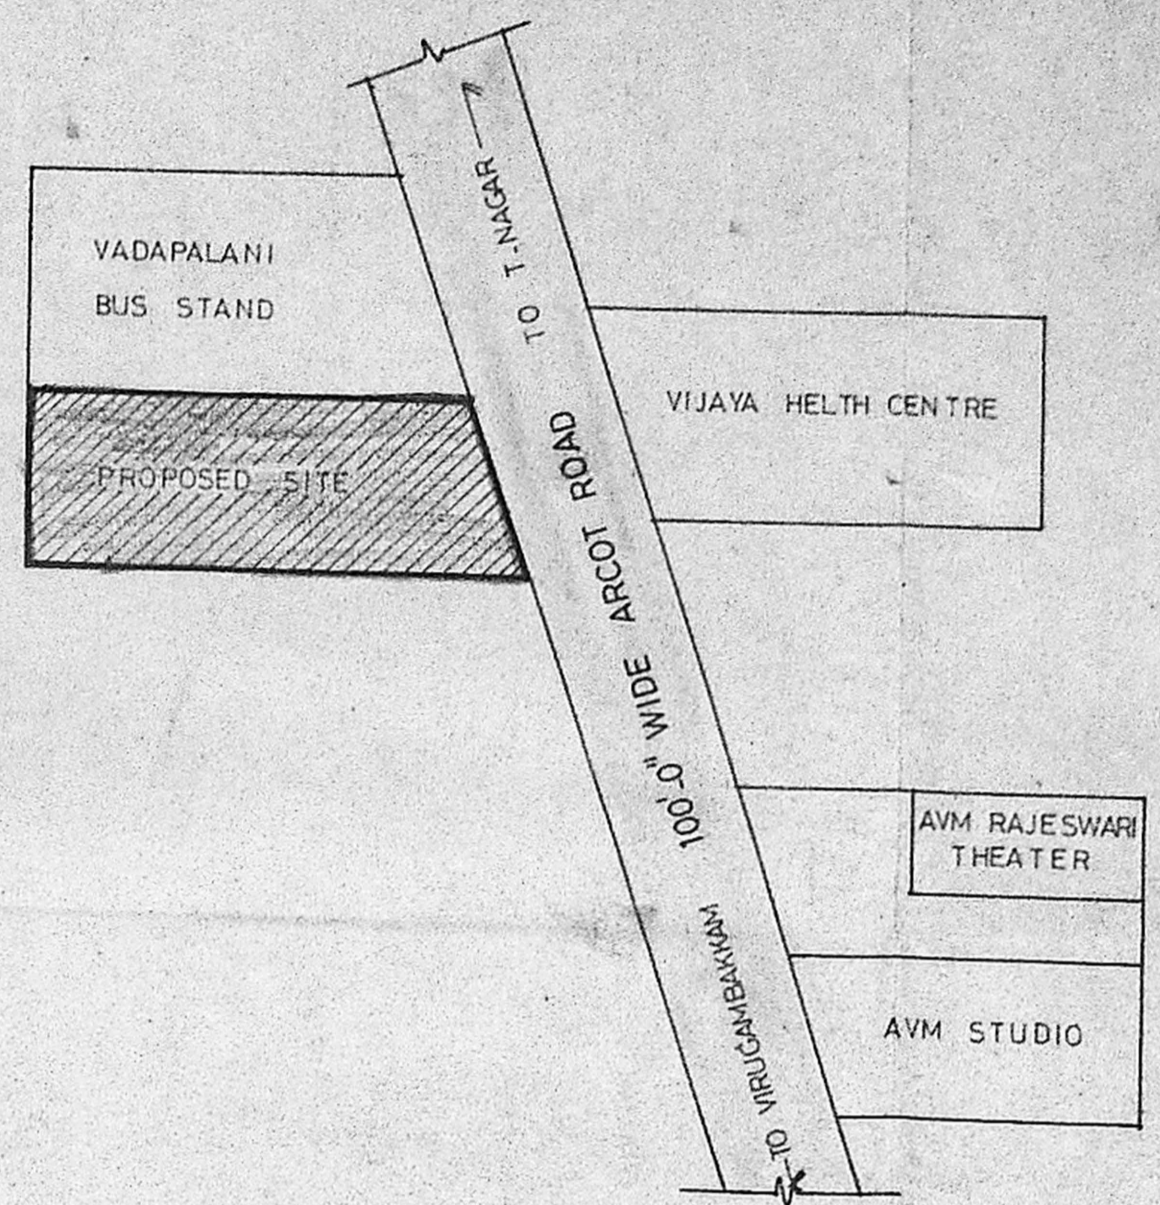 VADAPALANI
BUS STAND
PROPOSED SITE
TO T.NAGAR
VIJAYA HELTH CENTRE
100'.0" WIDE ARCOT ROAD
TO VIRUGAMBAKKAM
AVM RAJESWARI
THEATER
AVM STUDIO